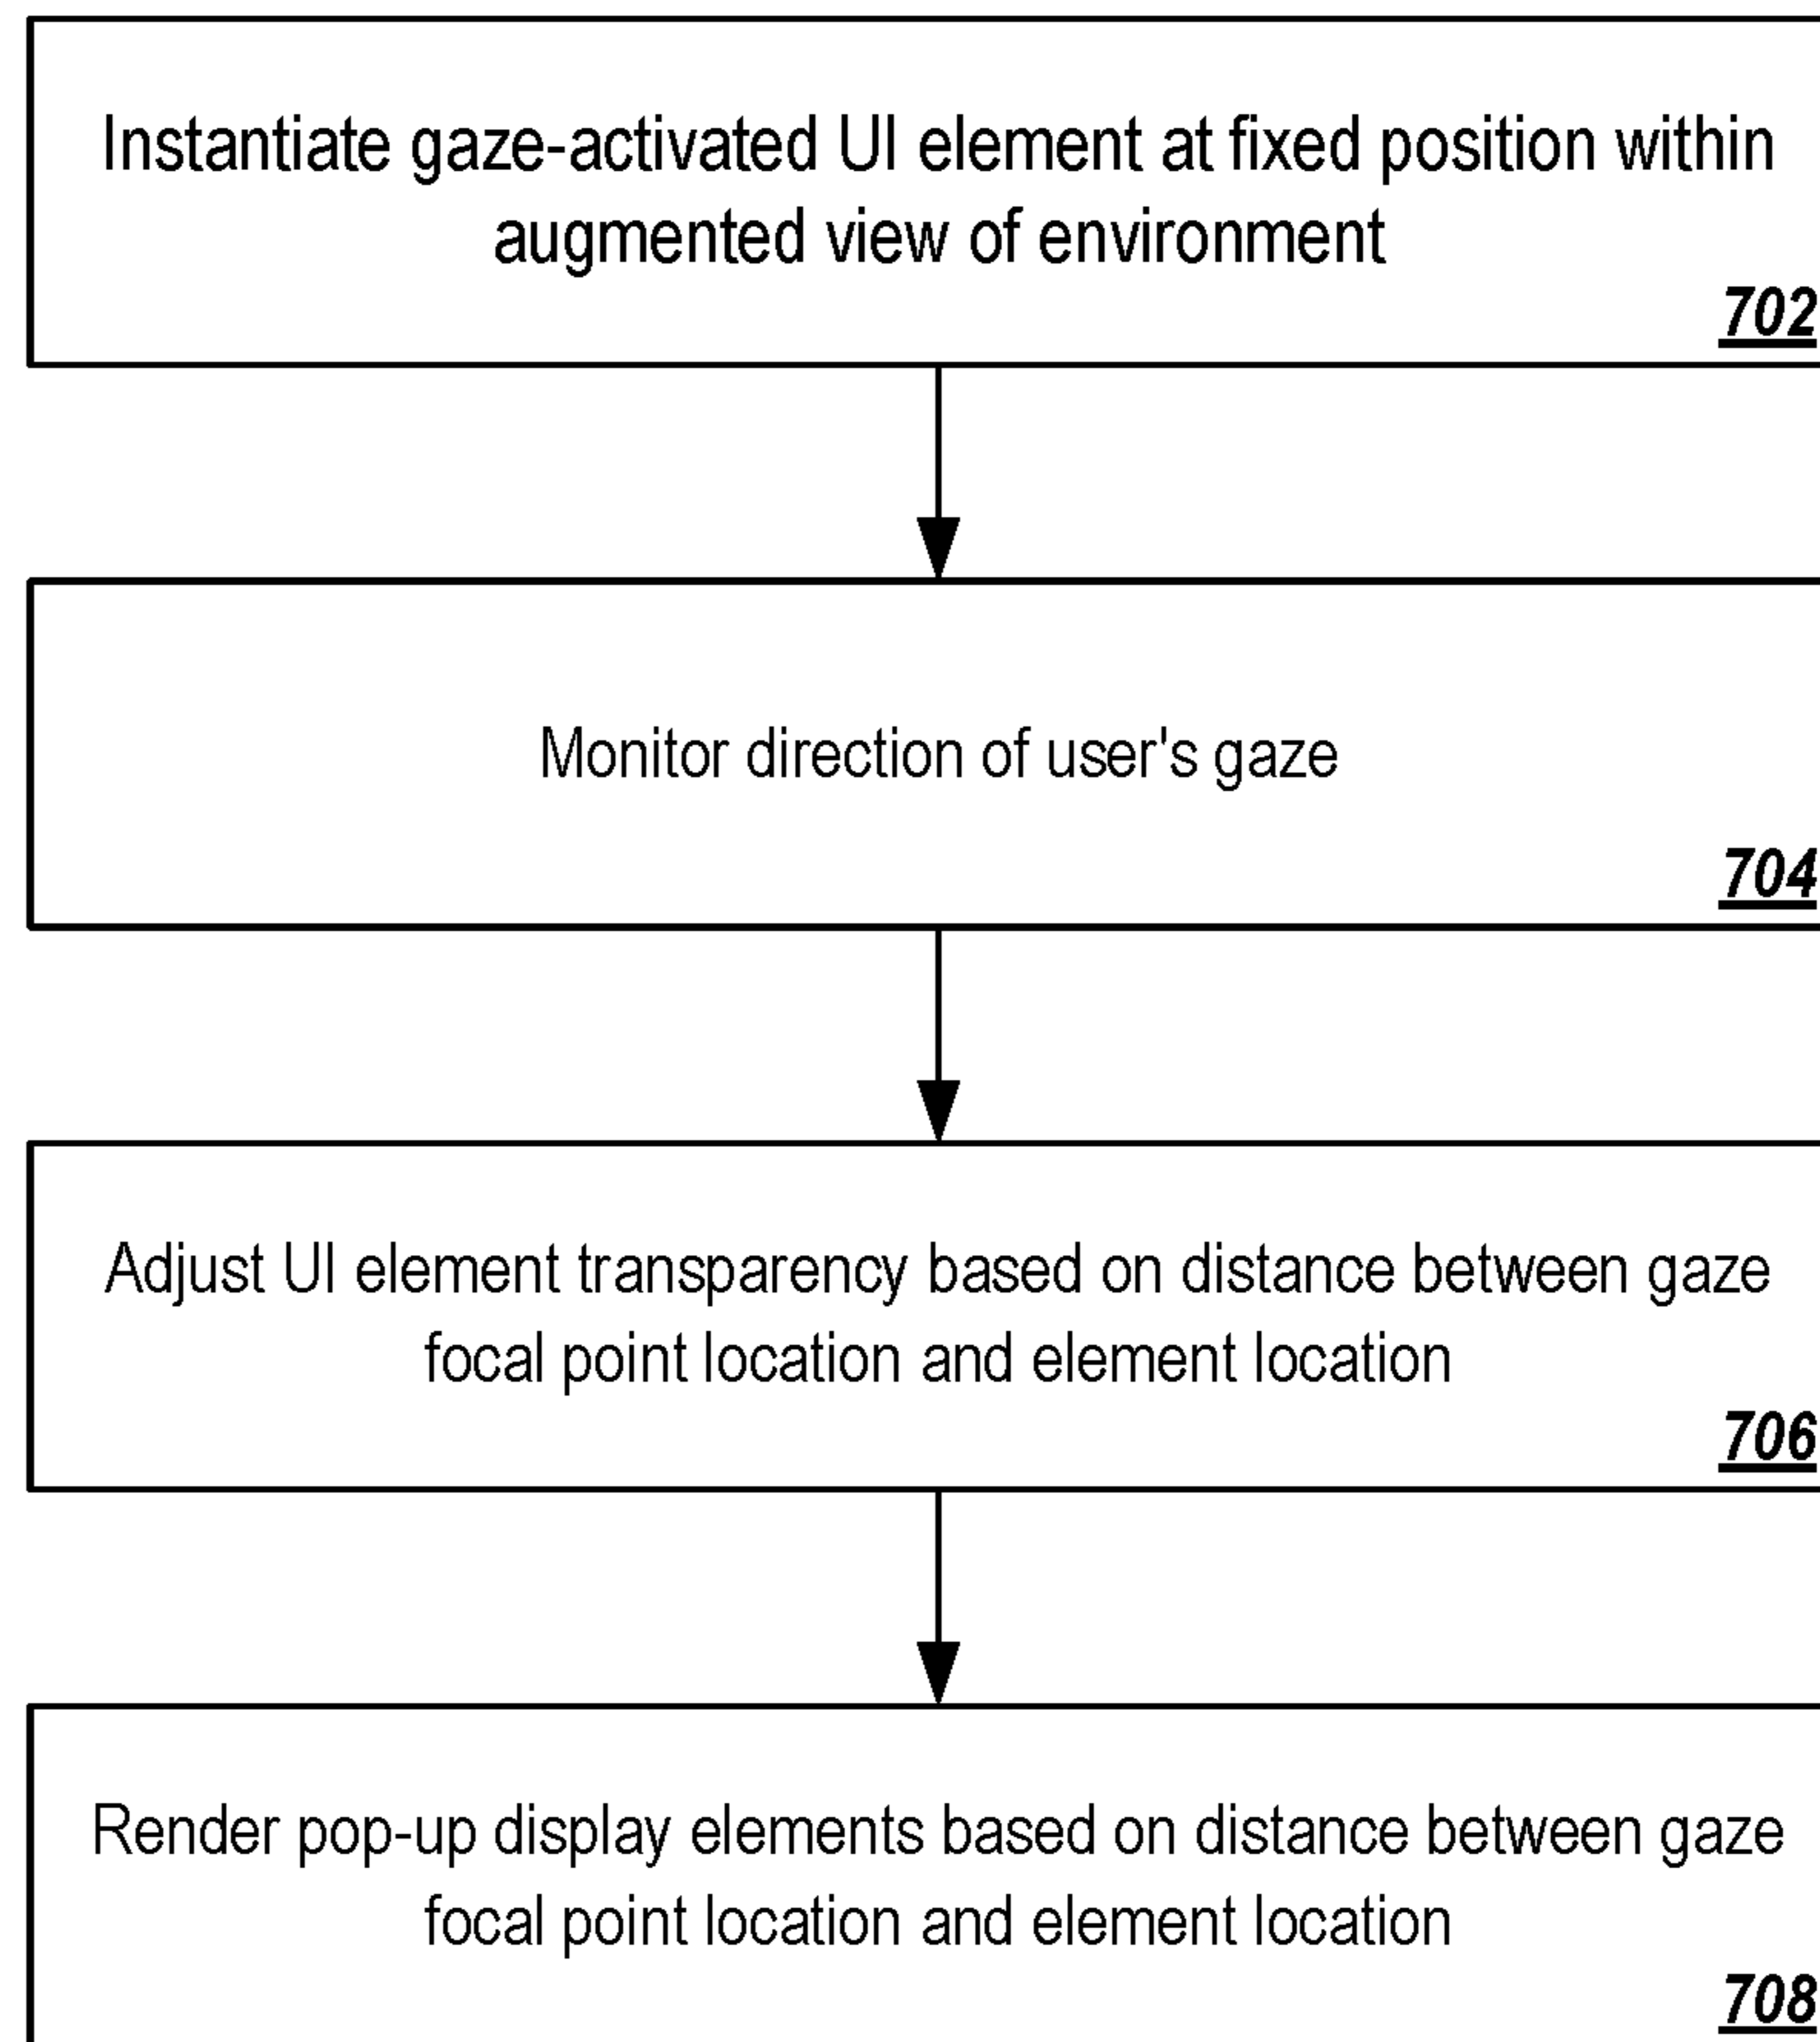 Instantiate gaze-activated UI element at fixed position within
augmented view of environment
702
Monitor direction of user's gaze
704
Adjust UI element transparency based on distance between gaze
focal point location and element location
706
Render pop-up display elements based on distance between gaze
focal point location and element location
708